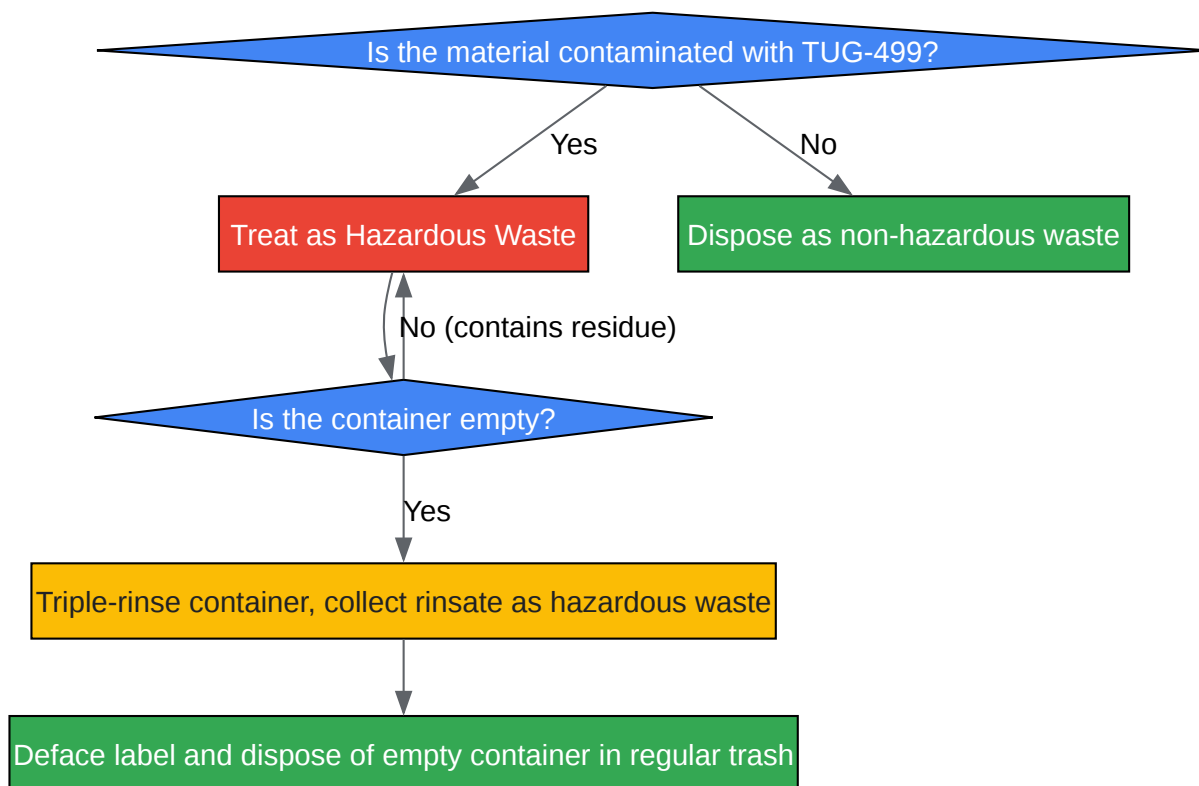 Is the material contaminated with TUG-499?
Yes
No
Treat as Hazardous Waste
Dispose as non-hazardous waste
No (contains residue)
Is the container empty?
Yes
Triple-rinse container, collect rinsate as hazardous waste
Deface label and dispose of empty container in regular trash